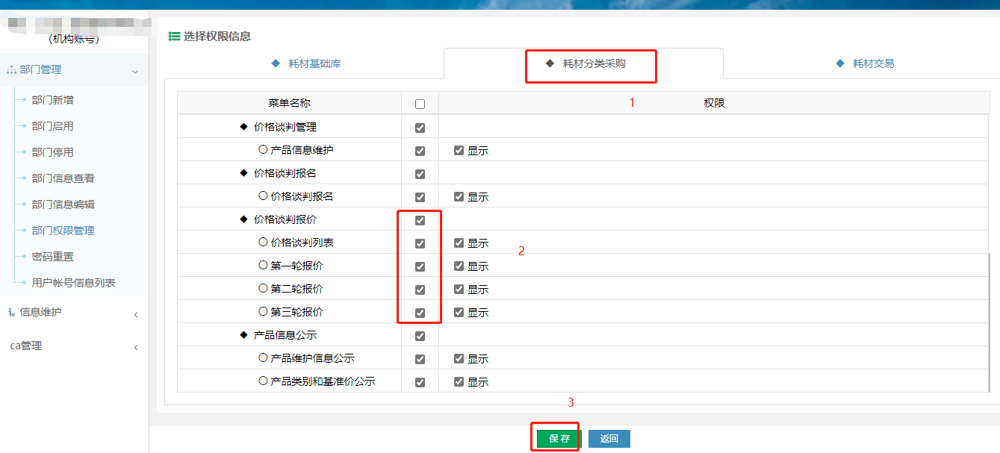 (机构账号)
部门管理
部门新增
部门启用
部门停用
部门信息查看
部门信息编辑
部门权限管理
密码重置
用户帐号信息列表
信息维护
ca管理
选择权限信息
耗材基础库 耗材分类采购 耗材交易
菜单名称 1 权限
价格谈判管理
产品信息维护 显示
价格谈判报名
价格谈判报名 显示
价格谈判报价
价格谈判列表 显示
2
第一轮报价 显示
第二轮报价 显示
第三轮报价 显示
产品信息公示
产品维护信息公示 显示
产品类别和基准价公示 显示
3
保存 返回